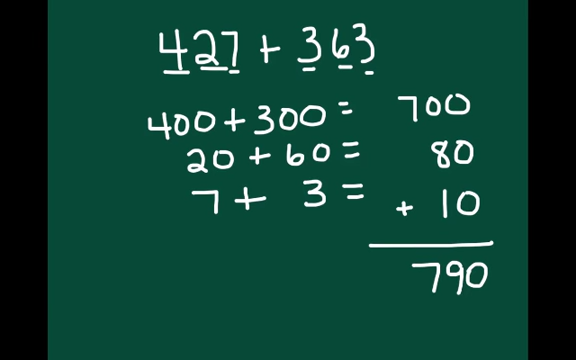 427 + 363
400 + 300 = 700
20 + 60 = 80
7 + 3 = + 10
790